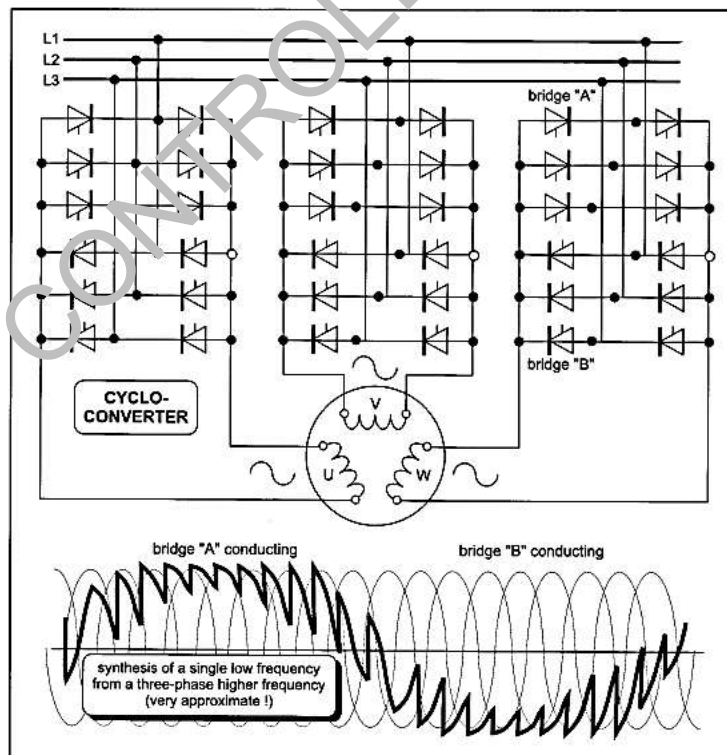 CONTROLL
L1
L2
L3
bridge "A"
bridge "B"
CYCLO-
CONVERTER
V
U
W
bridge "A" conducting
bridge "B" conducting
synthesis of a single low frequency
from a three-phase higher frequency
(very approximate !)